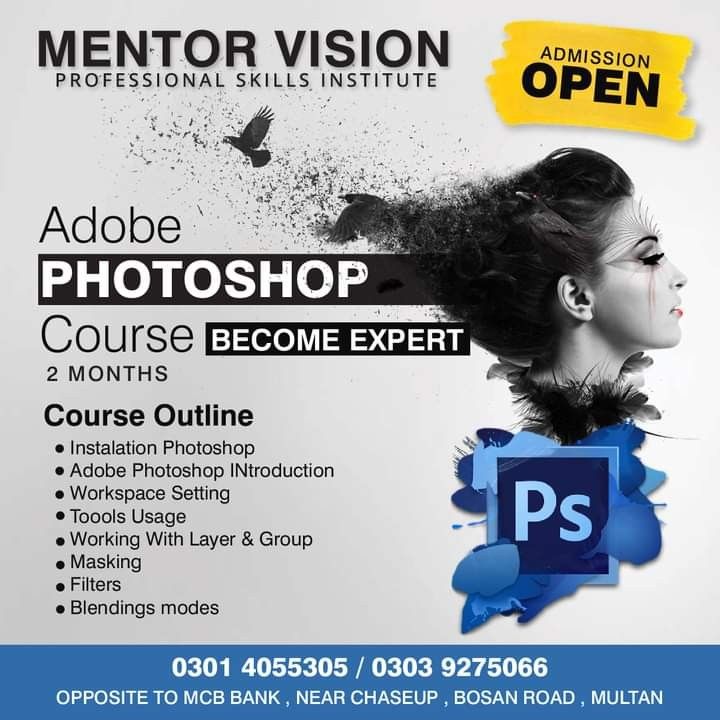 MENTOR VISION
PROFESSIONAL SKILLS INSTITUTE
ADMISSION
OPEN
Adobe
PHOTOSHOP
Course BECOME EXPERT
2 MONTHS
Course Outline
• Instalation Photoshop
• Adobe Photoshop INtroduction
• Workspace Setting
• Toools Usage
• Working With Layer & Group
• Masking
• Filters
• Blendings modes
Ps
0301 4055305 / 0303 9275066
OPPOSITE TO MCB BANK , NEAR CHASEUP , BOSAN ROAD , MULTAN